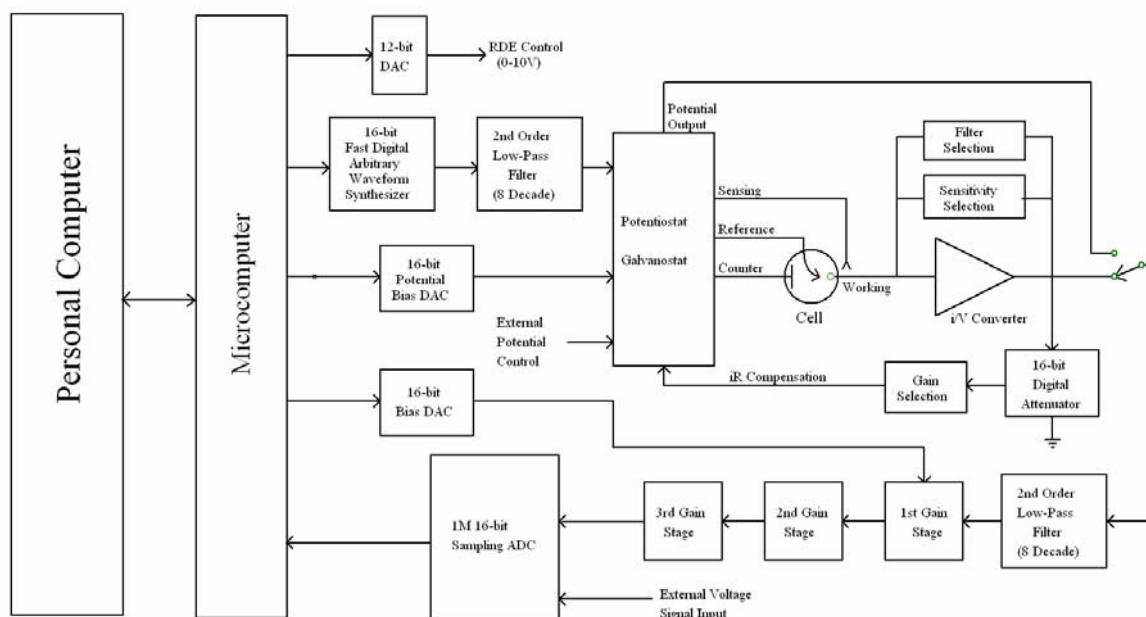 Personal Computer
Microcomputer
12-bit
DAC
RDE Control
(0-10V)
16-bit
Fast Digital
Arbitrary
Waveform
Synthesizer
2nd Order
Low-Pass
Filter
(8 Decade)
16-bit
Potential
Bias DAC
External
Potential
Control
16-bit
Bias DAC
Potentiostat
Galvanostat
Potential
Output
Sensing
Reference
Counter
Working
Cell
Filter
Selection
Sensitivity
Selection
i/V Converter
iR Compensation
Gain
Selection
16-bit
Digital
Attenuator
1M 16-bit
Sampling ADC
3rd Gain
Stage
2nd Gain
Stage
1st Gain
Stage
2nd Order
Low-Pass
Filter
(8 Decade)
External Voltage
Signal Input